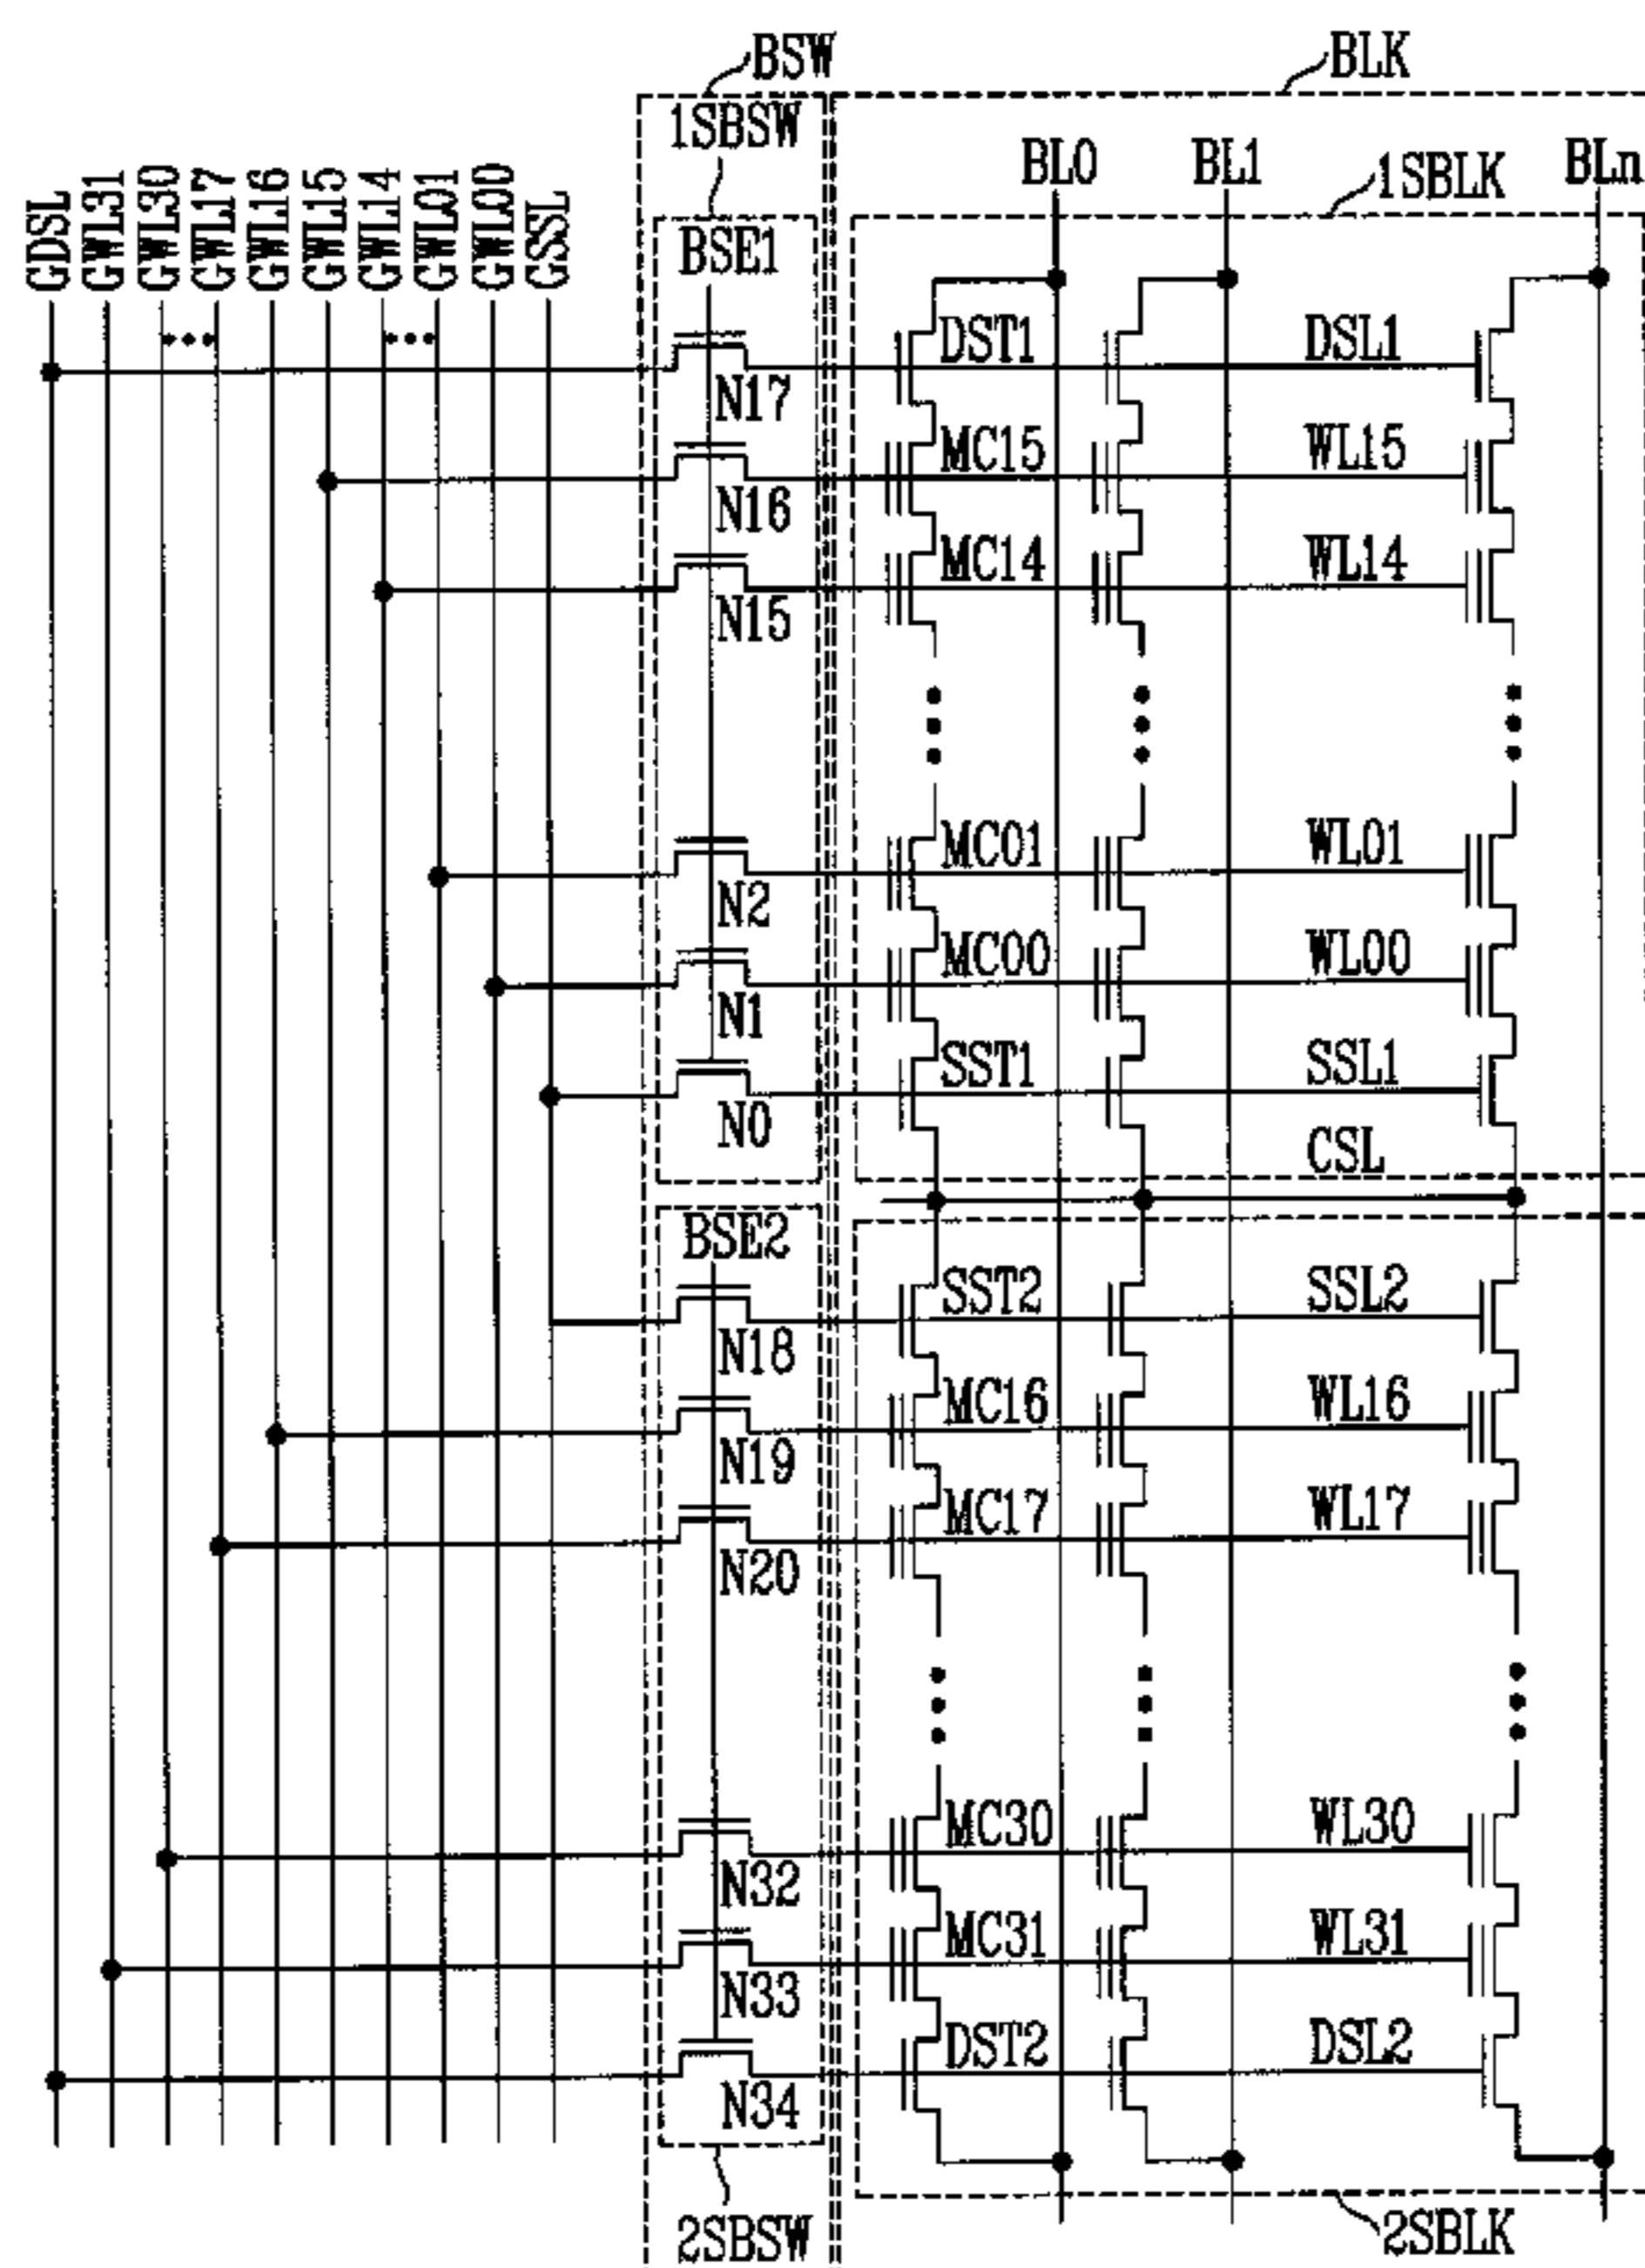 BSW
BLK
1SBSW
BL0 BL1 1SBLK BLn
GDSL GWL31 GWL30 GWL17 GWL16 GWL15 GWL14 GWL01 GWL00 GSSL
BSE1
DST1 DSL1
N17
MC15 WL15
N16
MC14 WL14
N15
MC01 WL01
N2
MC00 WL00
N1
SST1 SSL1
N0
CSL
BSE2
SST2 SSL2
N18
MC16 WL16
N19
MC17 WL17
N20
MC30 WL30
N32
MC31 WL31
N33
DST2 DSL2
N34
2SBSW 2SBLK